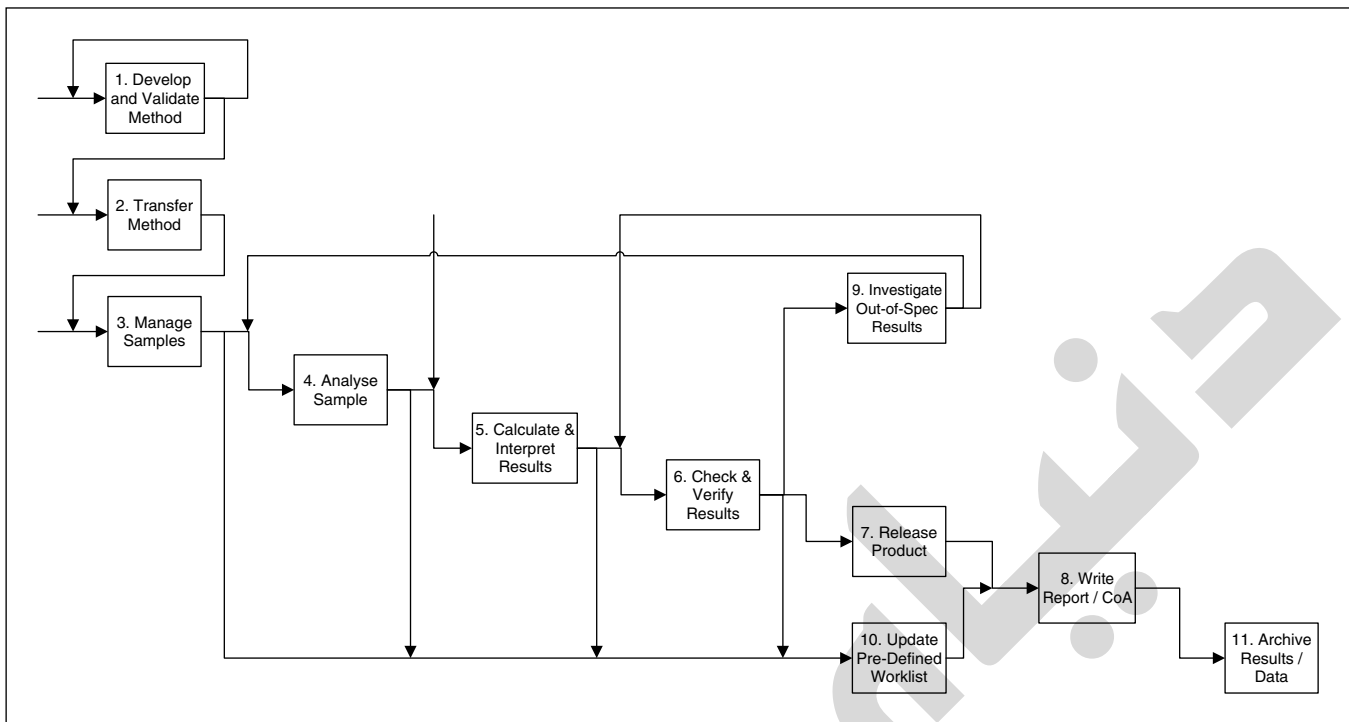 1. Develop
and Validate
Method
2. Transfer
Method
3. Manage
Samples
4. Analyse
Sample
5. Calculate &
Interpret
Results
6. Check &
Verify
Results
9. Investigate
Out-of-Spec
Results
7. Release
Product
8. Write
Report / CoA
10. Update
Pre-Defined
Worklist
11. Archive
Results /
Data